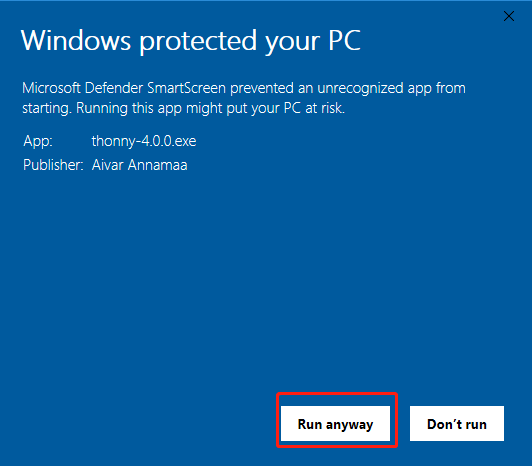 Windows protected your PC
Microsoft Defender SmartScreen prevented an unrecognized app from
starting. Running this app might put your PC at risk.
App: thonny-4.0.0.exe
Publisher: Aivar Annamaa
Run anyway Don’t run